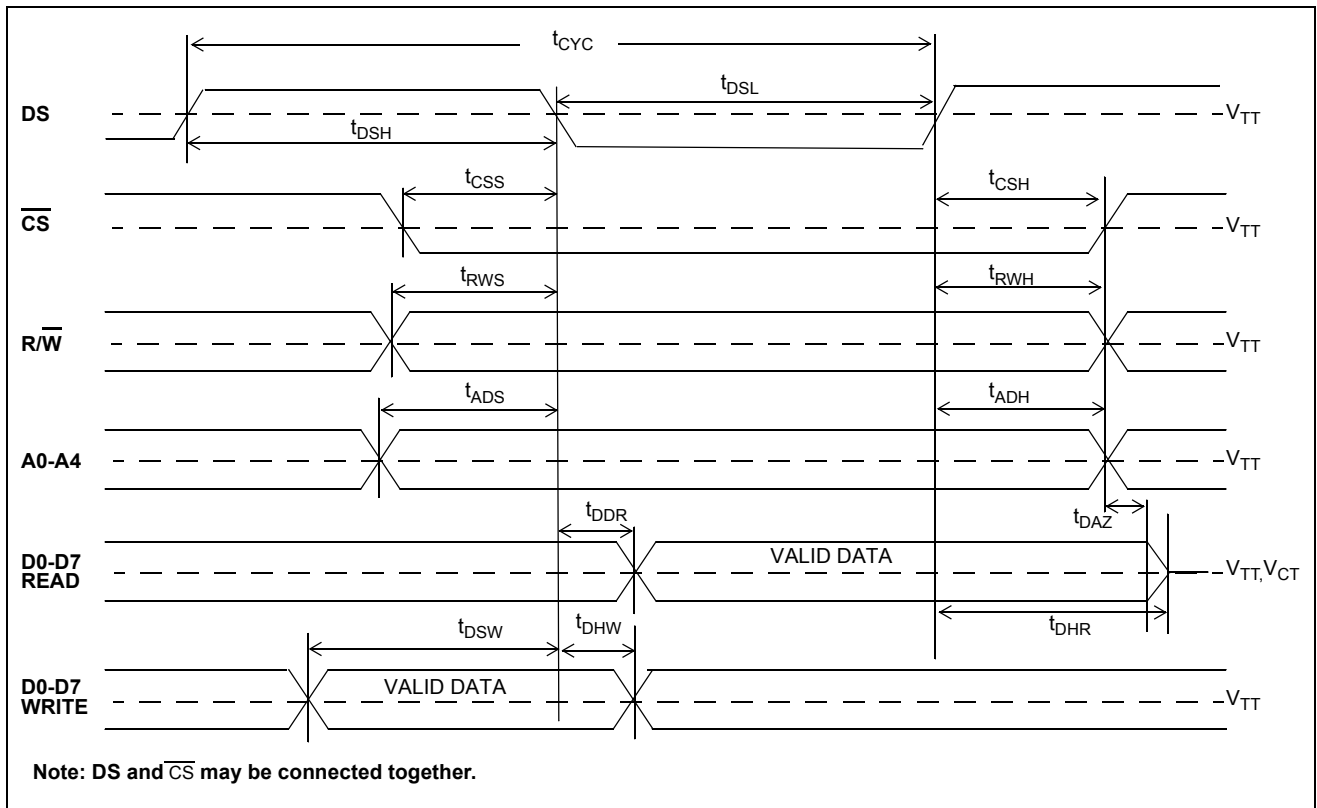 tCYC
tDSL
DS
VTT
tDSH
tCSS
tCSH
CS
VTT
tRWS
tRWH
R/W
VTT
tADS
tADH
A0-A4
VTT
tDDR
tDAZ
D0-D7
READ
VALID DATA
VTT,VCT
tDSW
tDHW
tDHR
D0-D7
WRITE
VALID DATA
VTT
Note: DS and CS may be connected together.